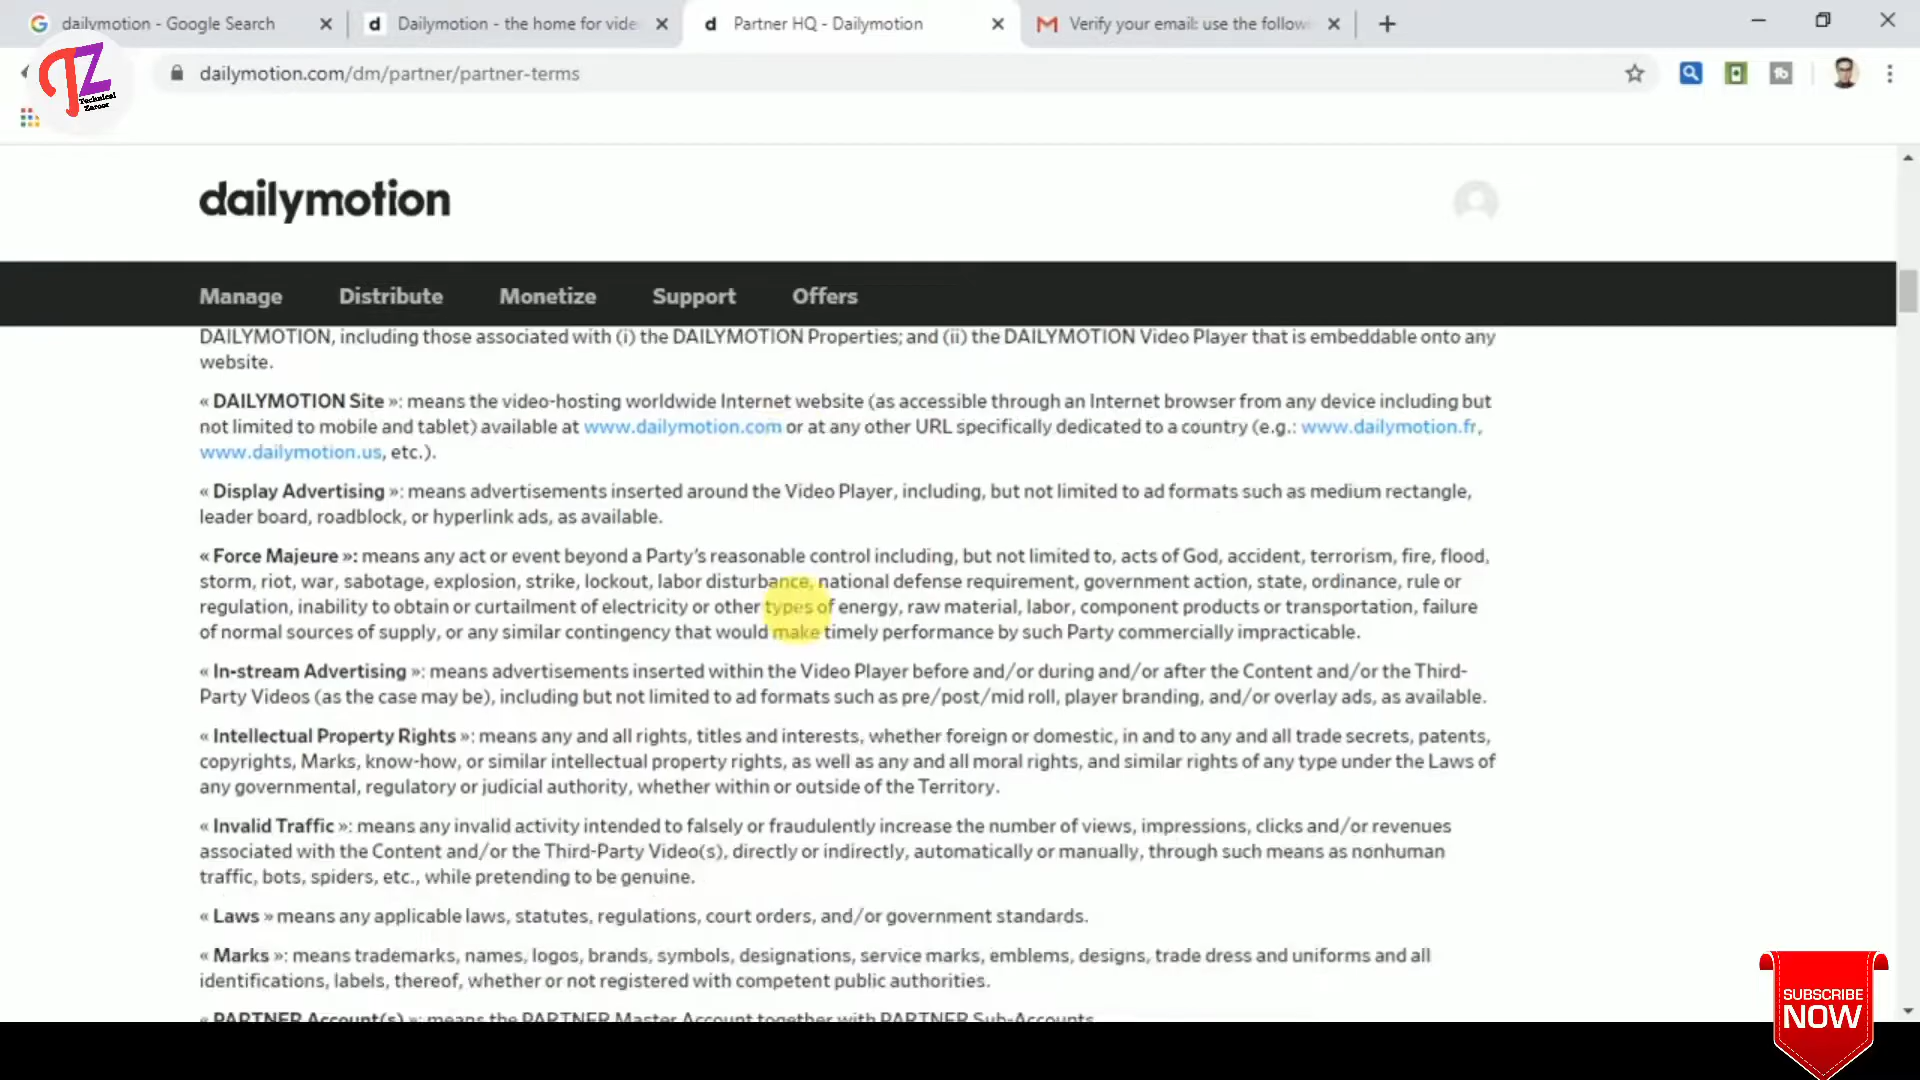 dailymotion - Google Search
Dailymotion - the home for vide
Partner HQ - Dailymotion
Verify your email: use the follow
dailymotion.com/dm/partner/partner-terms
TZ
Technical
Zaroor
dailymotion
Manage Distribute Monetize Support Offers
DAILYMOTION, including those associated with (i) the DAILYMOTION Properties; and (ii) the DAILYMOTION Video Player that is embeddable onto any
website.
« DAILYMOTION Site »: means the video-hosting worldwide Internet website (as accessible through an Internet browser from any device including but
not limited to mobile and tablet) available at www.dailymotion.com or at any other URL specifically dedicated to a country (e.g.: www.dailymotion.fr,
www.dailymotion.us, etc.).
« Display Advertising »: means advertisements inserted around the Video Player, including, but not limited to ad formats such as medium rectangle,
leader board, roadblock, or hyperlink ads, as available.
« Force Majeure »: means any act or event beyond a Party's reasonable control including, but not limited to, acts of God, accident, terrorism, fire, flood,
storm, riot, war, sabotage, explosion, strike, lockout, labor disturbance, national defense requirement, government action, state, ordinance, rule or
regulation, inability to obtain or curtailment of electricity or other types of energy, raw material, labor, component products or transportation, failure
of normal sources of supply, or any similar contingency that would make timely performance by such Party commercially impracticable.
« In-stream Advertising »: means advertisements inserted within the Video Player before and/or during and/or after the Content and/or the Third-
Party Videos (as the case may be), including but not limited to ad formats such as pre/post/mid roll, player branding, and/or overlay ads, as available.
« Intellectual Property Rights »: means any and all rights, titles and interests, whether foreign or domestic, in and to any and all trade secrets, patents,
copyrights, Marks, know-how, or similar intellectual property rights, as well as any and all moral rights, and similar rights of any type under the Laws of
any governmental, regulatory or judicial authority, whether within or outside of the Territory.
« Invalid Traffic »: means any invalid activity intended to falsely or fraudulently increase the number of views, impressions, clicks and/or revenues
associated with the Content and/or the Third-Party Video(s), directly or indirectly, automatically or manually, through such means as nonhuman
traffic, bots, spiders, etc., while pretending to be genuine.
« Laws » means any applicable laws, statutes, regulations, court orders, and/or government standards.
« Marks »: means trademarks, names, logos, brands, symbols, designations, service marks, emblems, designs, trade dress and uniforms and all
identifications, labels, thereof, whether or not registered with competent public authorities.
« PARTNER Account(s) »: means the PARTNER Master Account together with PARTNER Sub-Accounts
SUBSCRIBE
NOW